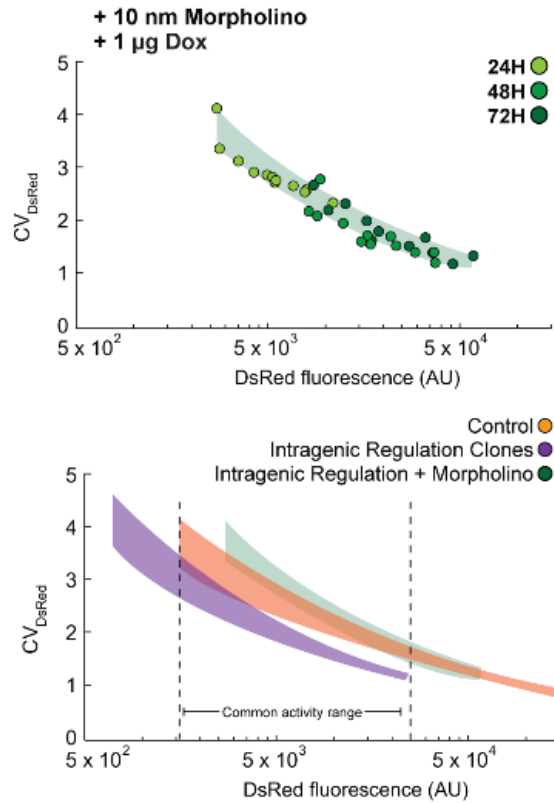 + 10 nm Morpholino
+ 1 µg Dox
24H
48H
72H
5
4
3
2
1
0
CV_DsRed
5 x 10²
5 x 10³
5 x 10⁴
DsRed fluorescence (AU)
Control
Intragenic Regulation Clones
Intragenic Regulation + Morpholino
5
4
3
2
1
0
CV_DsRed
Common activity range
5 x 10²
5 x 10³
5 x 10⁴
DsRed fluorescence (AU)